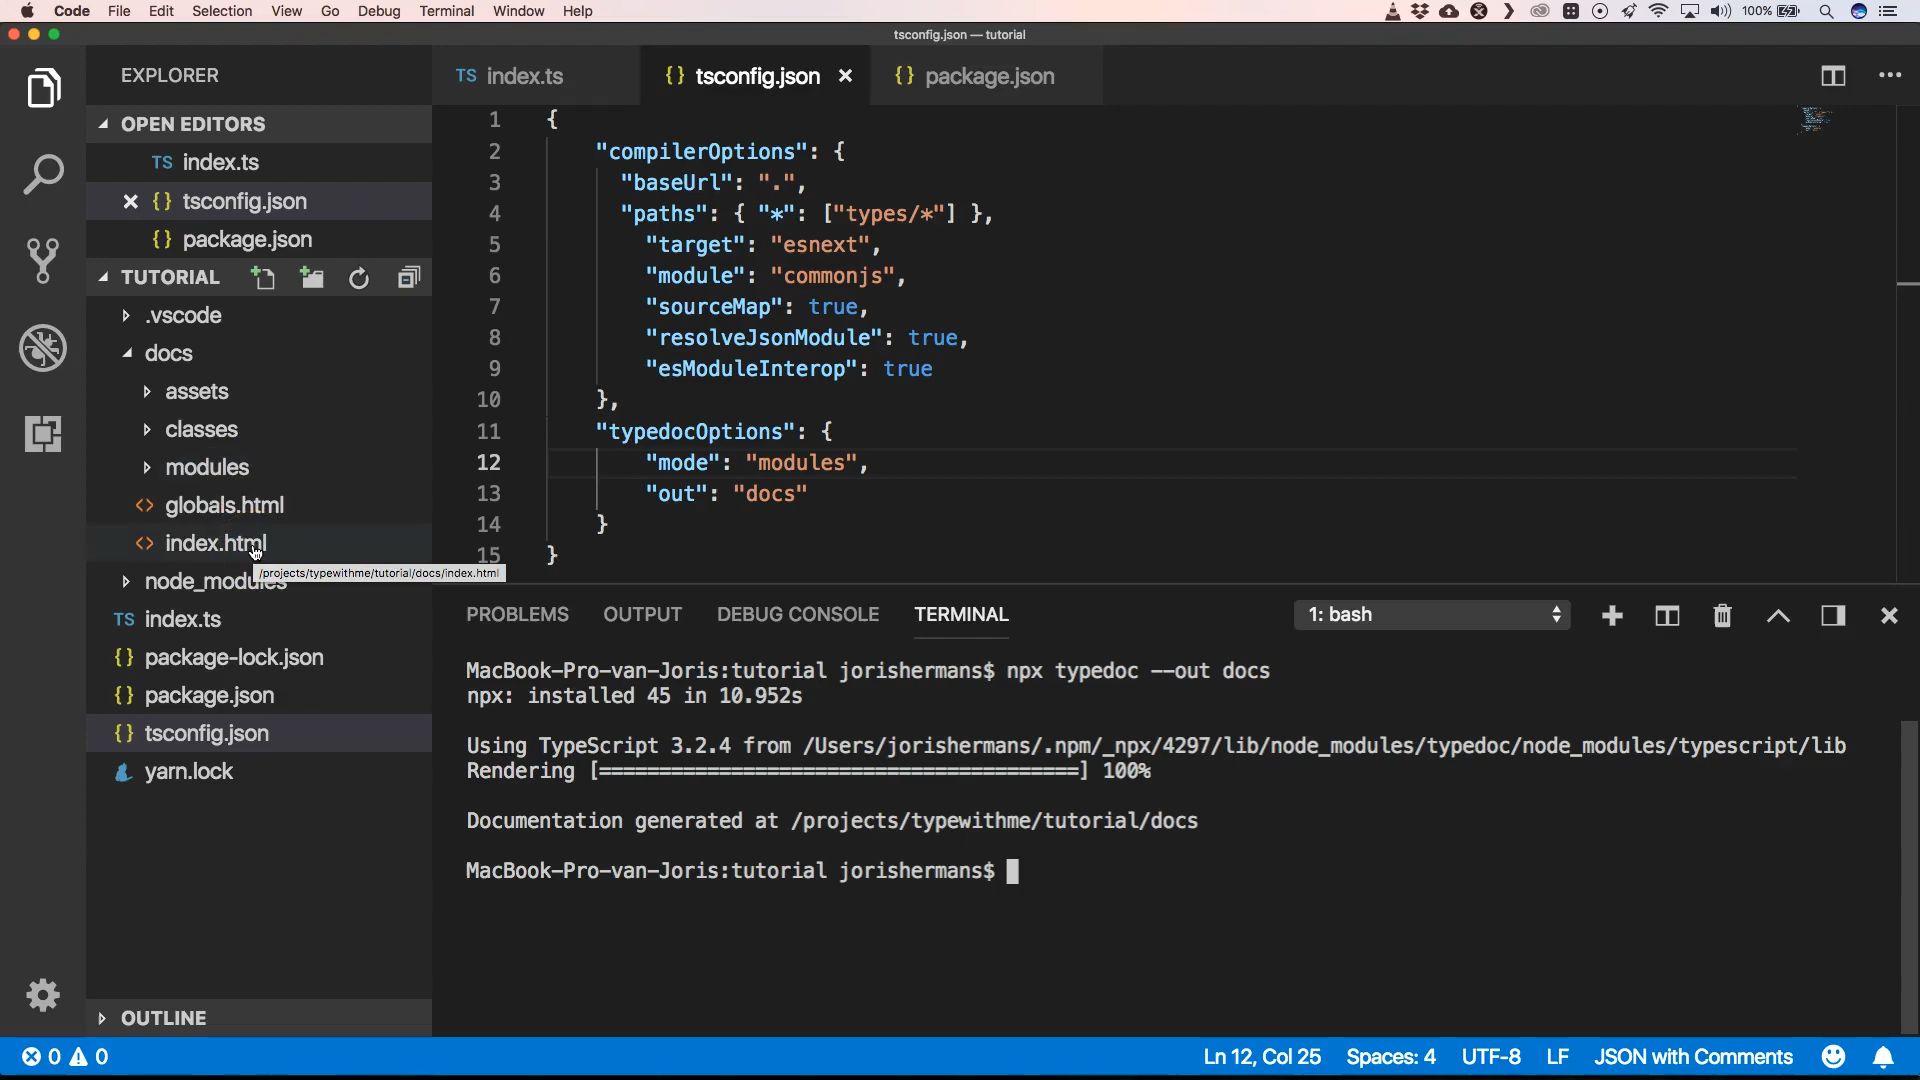 Code File Edit Selection View Go Debug Terminal Window Help 100%
tsconfig.json — tutorial
EXPLORER
OPEN EDITORS
TS index.ts
{} tsconfig.json
{} package.json
TUTORIAL
.vscode
docs
assets
classes
modules
<> globals.html
<> index.html
/projects/typewithme/tutorial/docs/index.html
node_modules
TS index.ts
{} package-lock.json
{} package.json
{} tsconfig.json
yarn.lock
OUTLINE
TS index.ts {} tsconfig.json {} package.json
1 {
2 "compilerOptions": {
3 "baseUrl": ".",
4 "paths": { "*": ["types/*"] },
5 "target": "esnext",
6 "module": "commonjs",
7 "sourceMap": true,
8 "resolveJsonModule": true,
9 "esModuleInterop": true
10 },
11 "typedocOptions": {
12 "mode": "modules",
13 "out": "docs"
14 }
15 }
PROBLEMS OUTPUT DEBUG CONSOLE TERMINAL 1: bash
MacBook-Pro-van-Joris:tutorial jorishermans$ npx typedoc --out docs
npx: installed 45 in 10.952s
Using TypeScript 3.2.4 from /Users/jorishermans/.npm/_npx/4297/lib/node_modules/typedoc/node_modules/typescript/lib
Rendering [========================================] 100%
Documentation generated at /projects/typewithme/tutorial/docs
MacBook-Pro-van-Joris:tutorial jorishermans$
0 0 Ln 12, Col 25 Spaces: 4 UTF-8 LF JSON with Comments